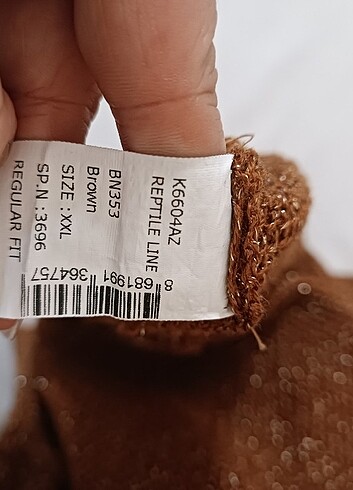 K6604AZ
REPTILE LINE
BN353
Brown
SIZE :XXL
SP.N :3696
REGULAR FIT
8 681991 364757